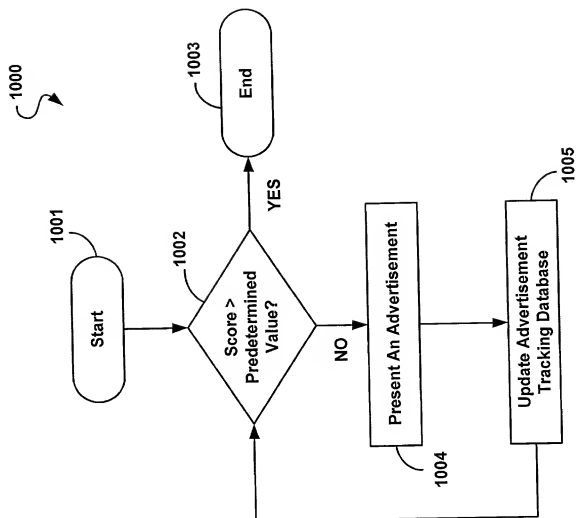 1000
1001
Start
1002
Score >
Predetermined
Value?
YES
1003
End
NO
Present An Advertisement
1004
Update Advertisement
Tracking Database
1005